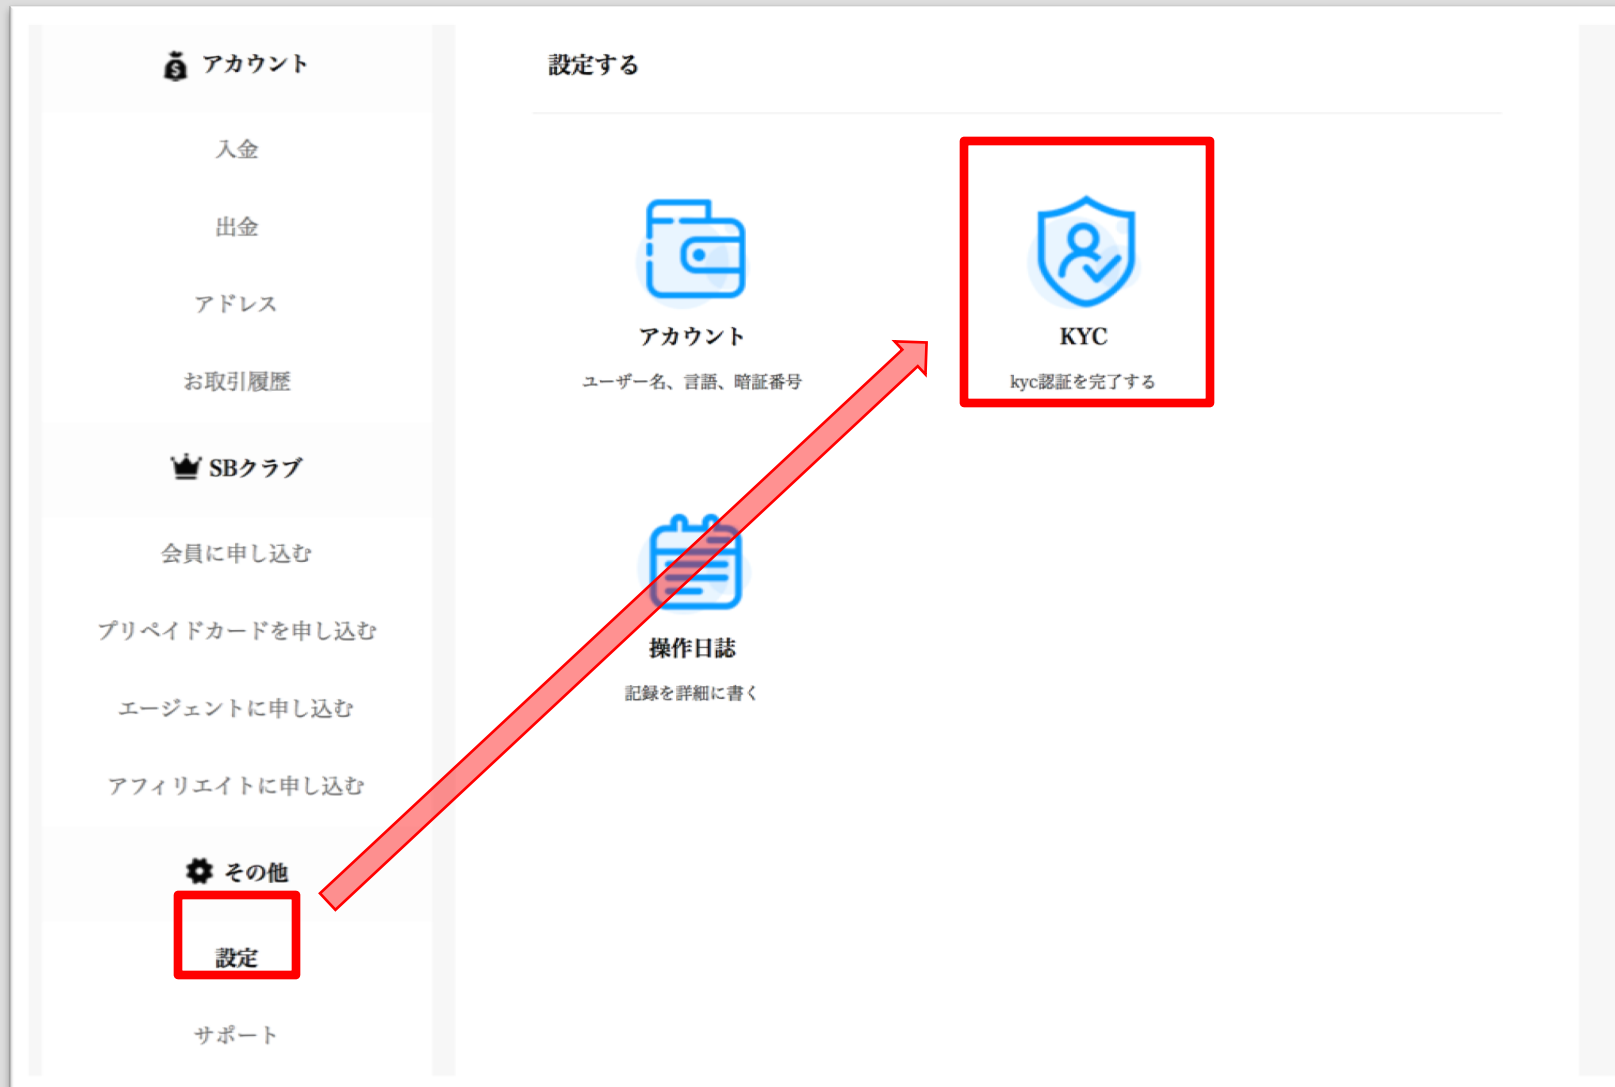 アカウント
入金
出金
アドレス
お取引履歴
SBクラブ
会員に申し込む
プリペイドカードを申し込む
エージェントに申し込む
アフィリエイトに申し込む
その他
設定
サポート
設定する
アカウント
ユーザー名、言語、暗証番号
KYC
kyc認証を完了する
操作日誌
記録を詳細に書く